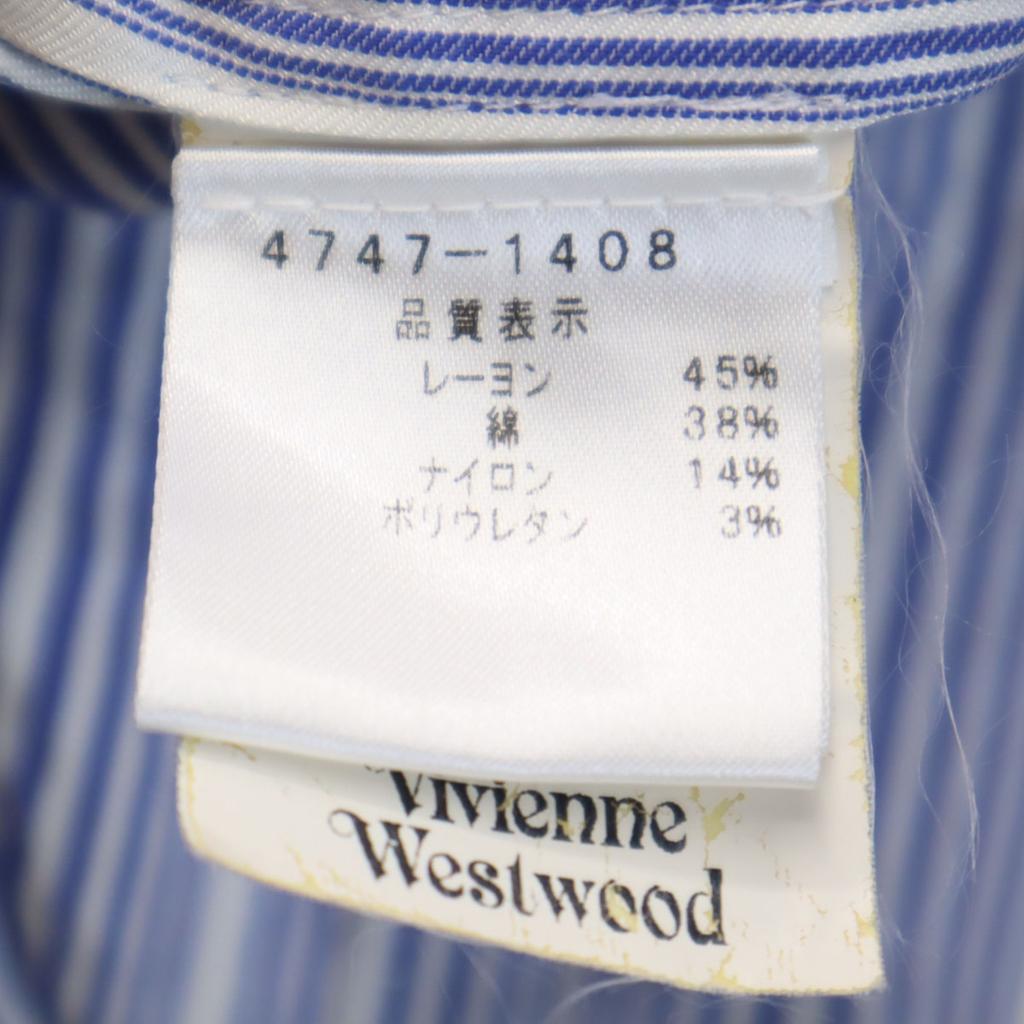 4747-1408
品質表示
レーヨン 45%
綿 38%
ナイロン 14%
ポリウレタン 3%
Vivienne
Westwood